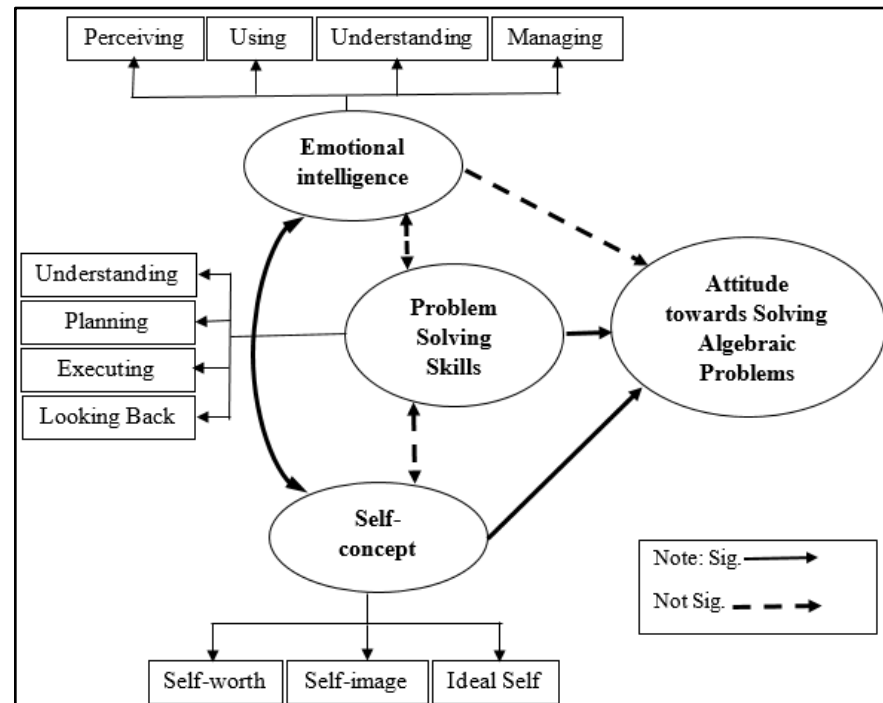 Perceiving
Using
Understanding
Managing
Emotional
intelligence
Understanding
Planning
Executing
Looking Back
Problem
Solving
Skills
Attitude
towards Solving
Algebraic
Problems
Self-
concept
Note: Sig.
Not Sig.
Self-worth
Self-image
Ideal Self